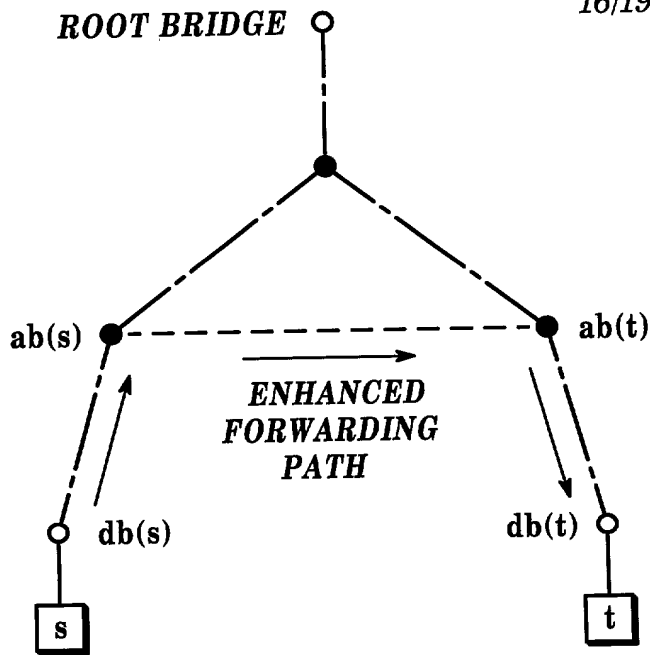 ROOT BRIDGE
16/19
ab(s)
ab(t)
ENHANCED
FORWARDING
PATH
db(s)
db(t)
s
t